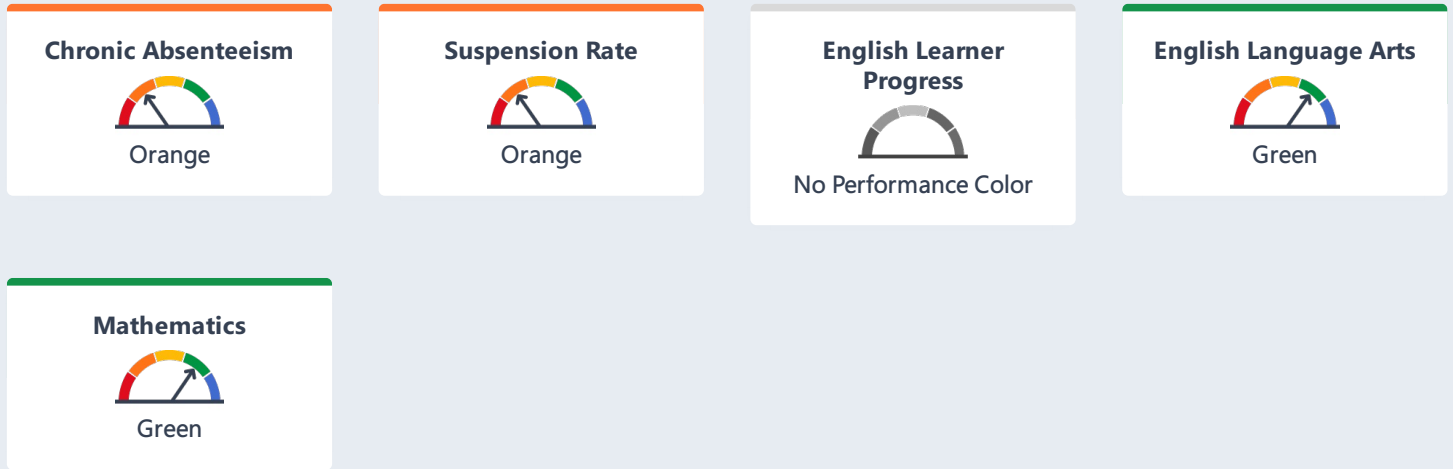 Chronic Absenteeism
Orange
Suspension Rate
Orange
English Learner
Progress
No Performance Color
English Language Arts
Green
Mathematics
Green